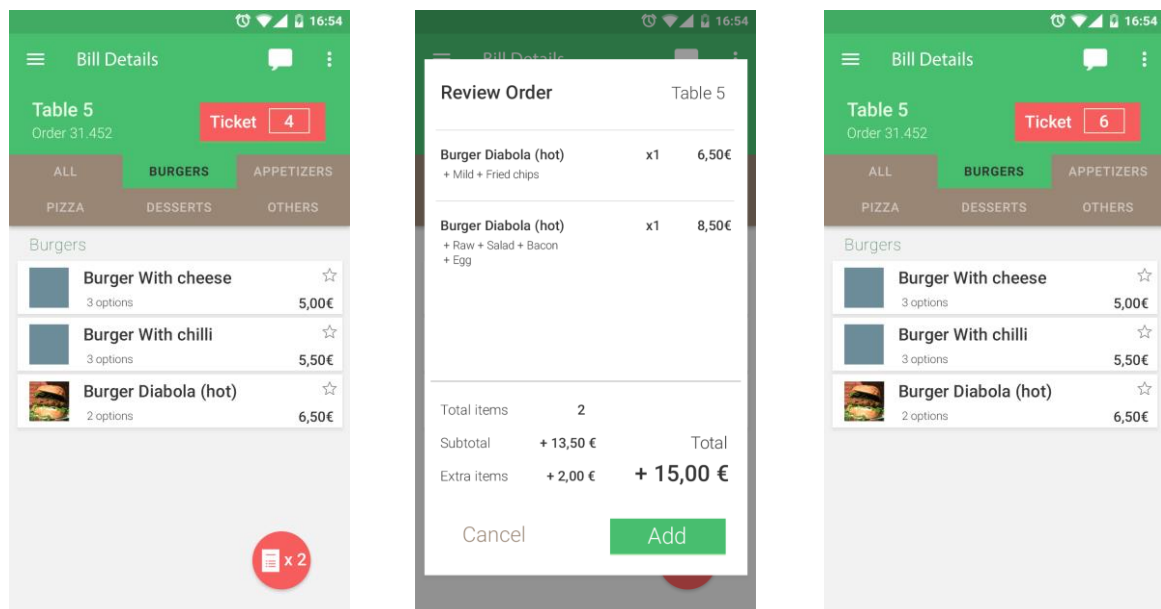 16:54
Bill Details
Table 5
Order 31.452
Ticket 4
ALL BURGERS APPETIZERS
PIZZA DESSERTS OTHERS
Burgers
Burger With cheese
3 options 5,00€
Burger With chilli
3 options 5,50€
Burger Diabola (hot)
2 options 6,50€
x 2
16:54
Bill Details
Review Order Table 5
Burger Diabola (hot) x1 6,50€
+ Mild + Fried chips
Burger Diabola (hot) x1 8,50€
+ Raw + Salad + Bacon
+ Egg
Total items 2
Subtotal + 13,50 € Total
Extra items + 2,00 € + 15,00 €
Cancel Add
16:54
Bill Details
Table 5
Order 31.452
Ticket 6
ALL BURGERS APPETIZERS
PIZZA DESSERTS OTHERS
Burgers
Burger With cheese
3 options 5,00€
Burger With chilli
3 options 5,50€
Burger Diabola (hot)
2 options 6,50€